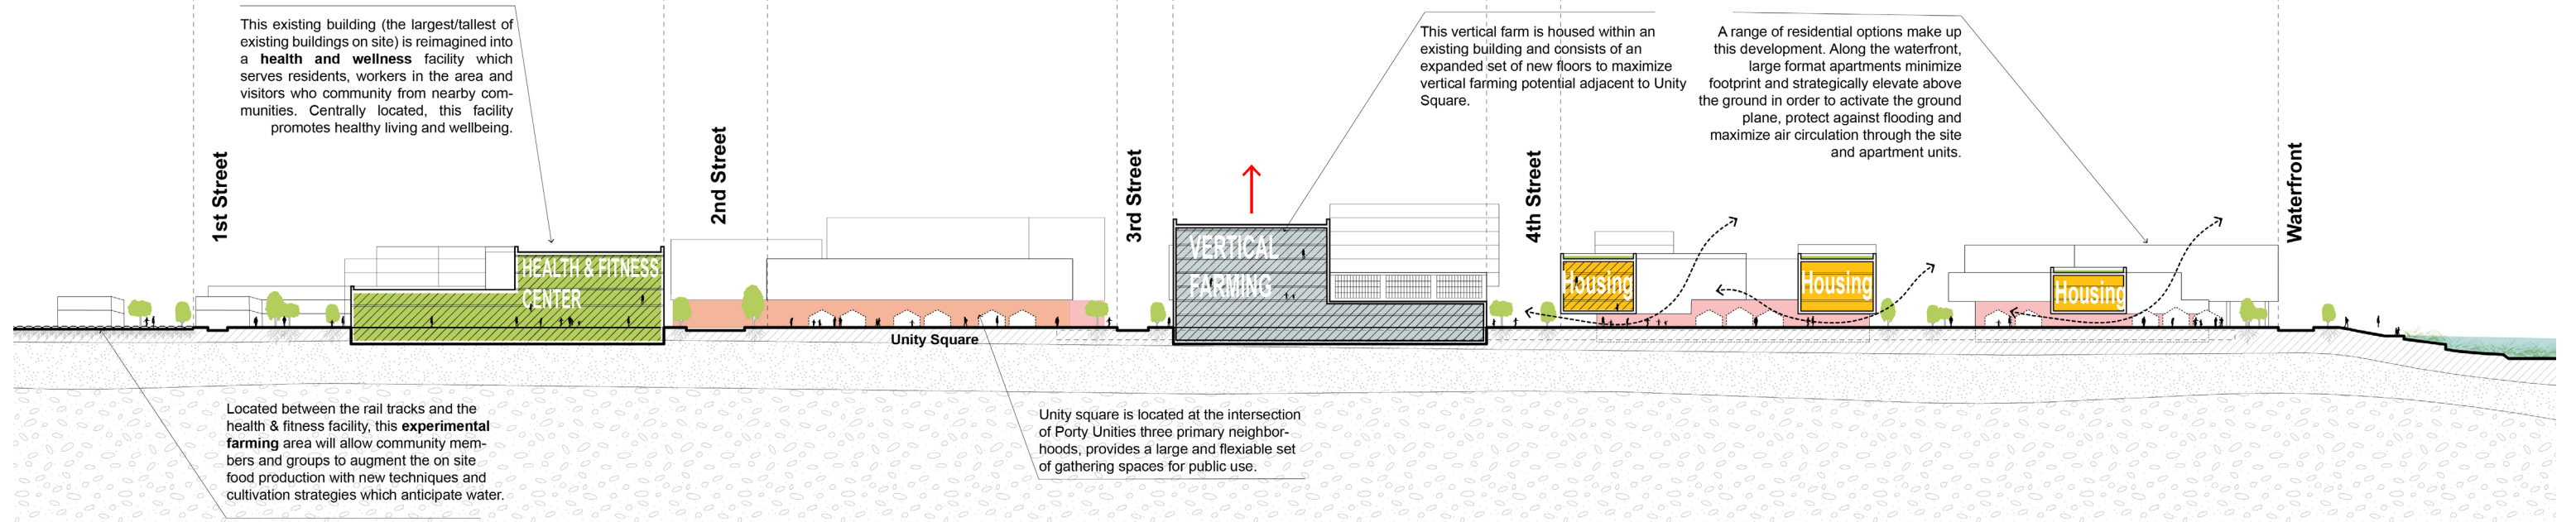 This existing building (the largest/tallest of
existing buildings on site) is reimagined into
a health and wellness facility which
serves residents, workers in the area and
visitors who community from nearby com-
munities. Centrally located, this facility
promotes healthy living and wellbeing.
This vertical farm is housed within an
existing building and consists of an
expanded set of new floors to maximize
vertical farming potential adjacent to Unity
Square.
A range of residential options make up
this development. Along the waterfront,
large format apartments minimize
footprint and strategically elevate above
the ground in order to activate the ground
plane, protect against flooding and
maximize air circulation through the site
and apartment units.
1st Street
2nd Street
3rd Street
4th Street
Waterfront
HEALTH & FITNESS
CENTER
VERTICAL
FARMING
Housing
Housing
Housing
Unity Square
Located between the rail tracks and the
health & fitness facility, this experimental
farming area will allow community mem-
bers and groups to augment the on site
food production with new techniques and
cultivation strategies which anticipate water.
Unity square is located at the intersection
of Porty Unities three primary neighbor-
hoods, provides a large and flexiable set
of gathering spaces for public use.